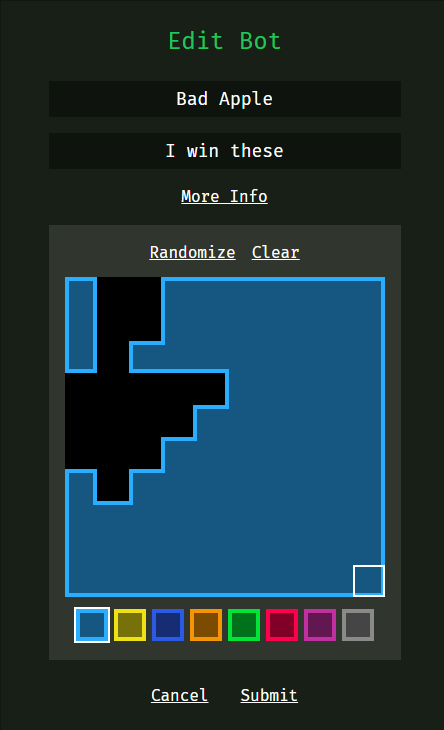 Edit Bot
Bad Apple
I win these
More Info
Randomize Clear
Cancel Submit